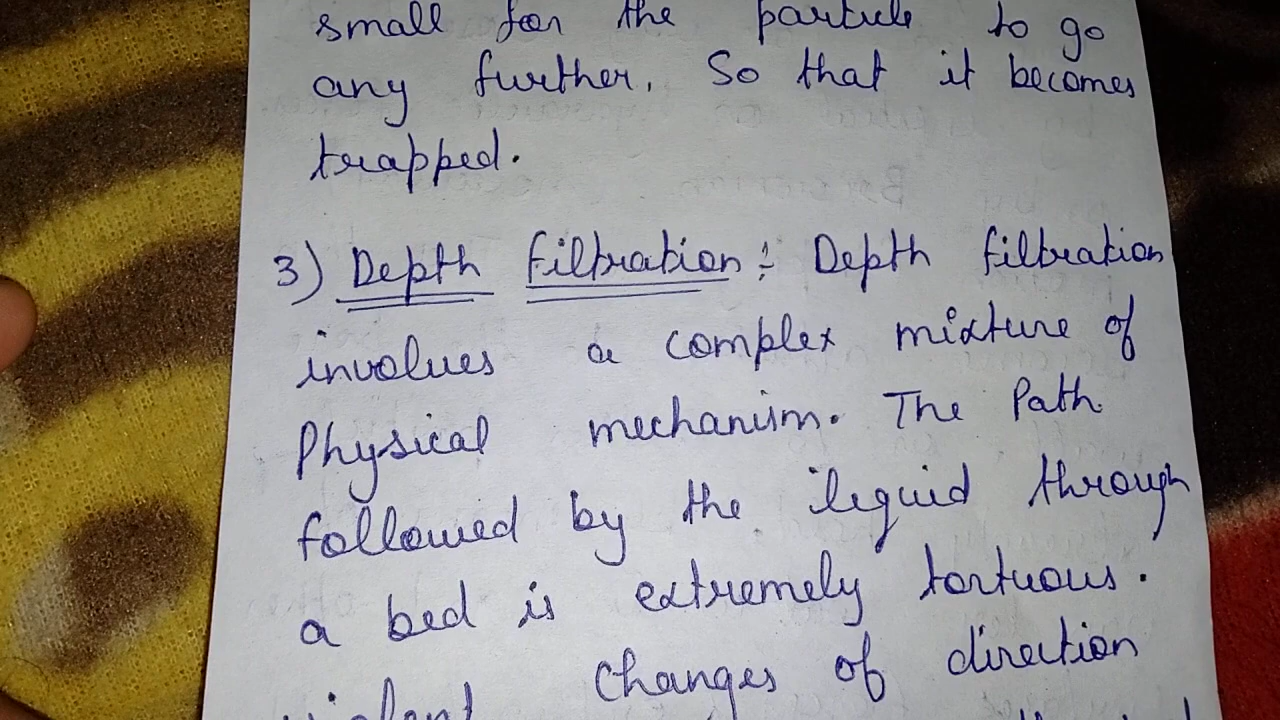 small for the particle to go
any further, So that it becomes
trapped.
3) Depth filtration : Depth filtration
involves a complex mixture of
Physical mechanism. The Path
followed by the liquid through
a bed is extremely tortuous.
violent changes of direction